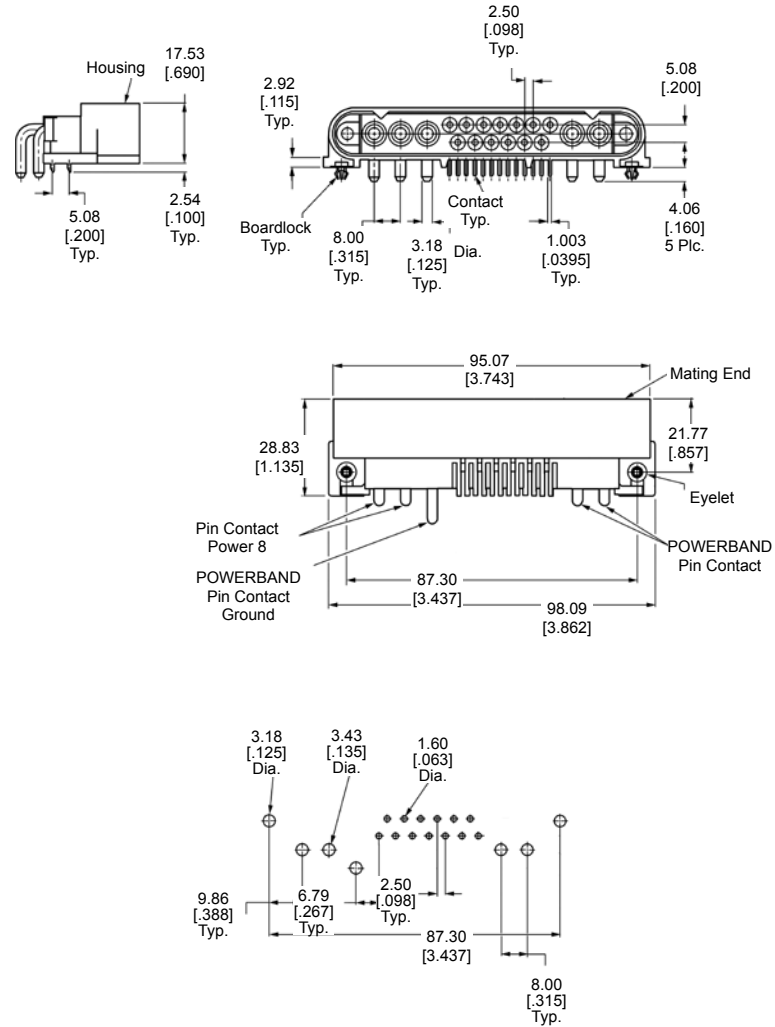 Housing
17.53
[.690]
5.08
[.200]
Typ.
2.54
[.100]
Typ.
2.50
[.098]
Typ.
2.92
[.115]
Typ.
5.08
[.200]
Boardlock
Typ.
8.00
[.315]
Typ.
3.18
[.125]
Typ.
Dia.
Contact
Typ.
1.003
[.0395]
Typ.
4.06
[.160]
5 Plc.
95.07
[3.743]
Mating End
28.83
[1.135]
21.77
[.857]
Eyelet
Pin Contact
Power 8
POWERBAND
Pin Contact
Ground
POWERBAND
Pin Contact
87.30
[3.437]
98.09
[3.862]
3.18
[.125]
Dia.
3.43
[.135]
Dia.
1.60
[.063]
Dia.
9.86
[.388]
Typ.
6.79
[.267]
Typ.
2.50
[.098]
Typ.
87.30
[3.437]
8.00
[.315]
Typ.